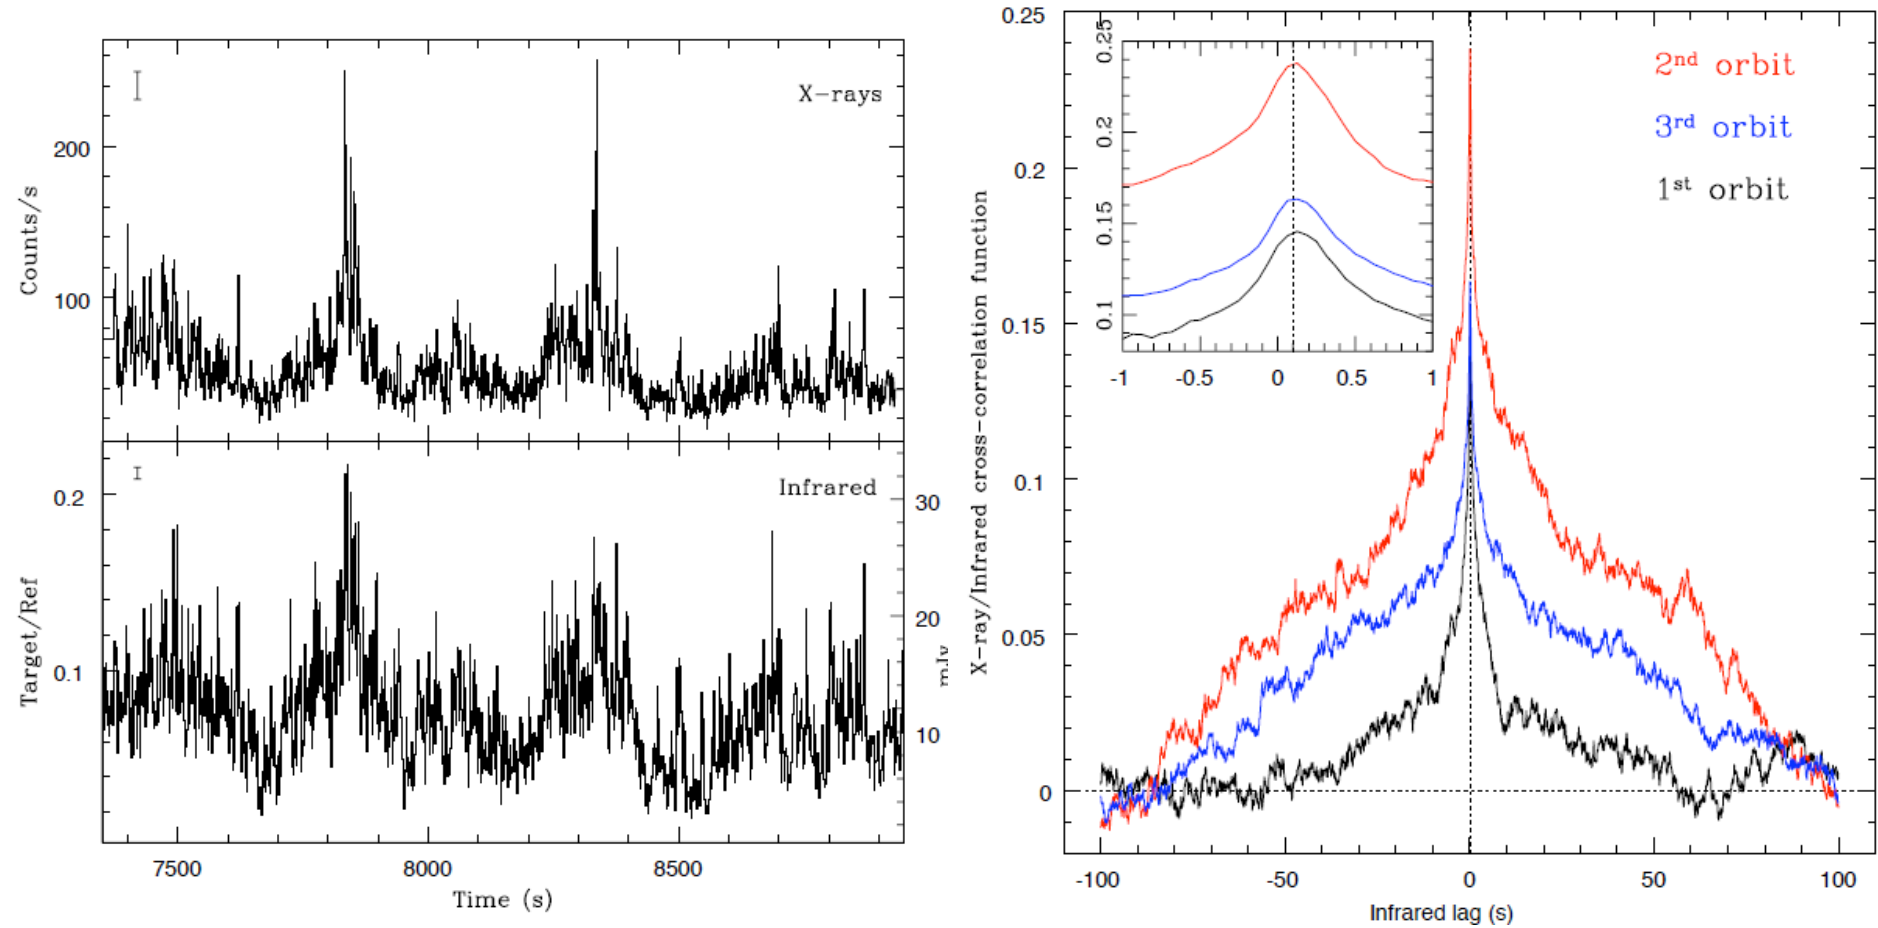 X-rays
200
100
Counts/s
Infrared
0.2
0.1
Target/Ref
30
20
10
mJy
7500 8000 8500
Time (s)
0.25
0.2
0.15
0.1
0.05
0
X-ray/Infrared cross-correlation function
0.25
0.2
0.15
0.1
-1 -0.5 0 0.5 1
2nd orbit
3rd orbit
1st orbit
-100 -50 0 50 100
Infrared lag (s)